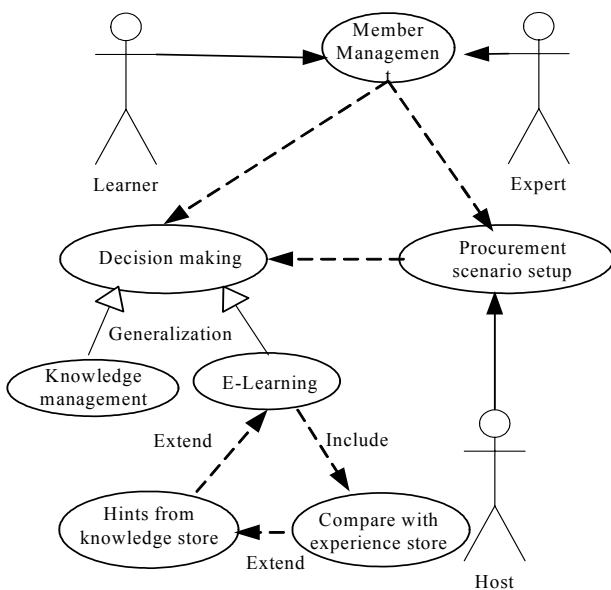 Member
Managemen
t
Learner
Expert
Decision making
Procurement
scenario setup
Generalization
Knowledge
management
E-Learning
Extend
Include
Hints from
knowledge store
Compare with
experience store
Extend
Host